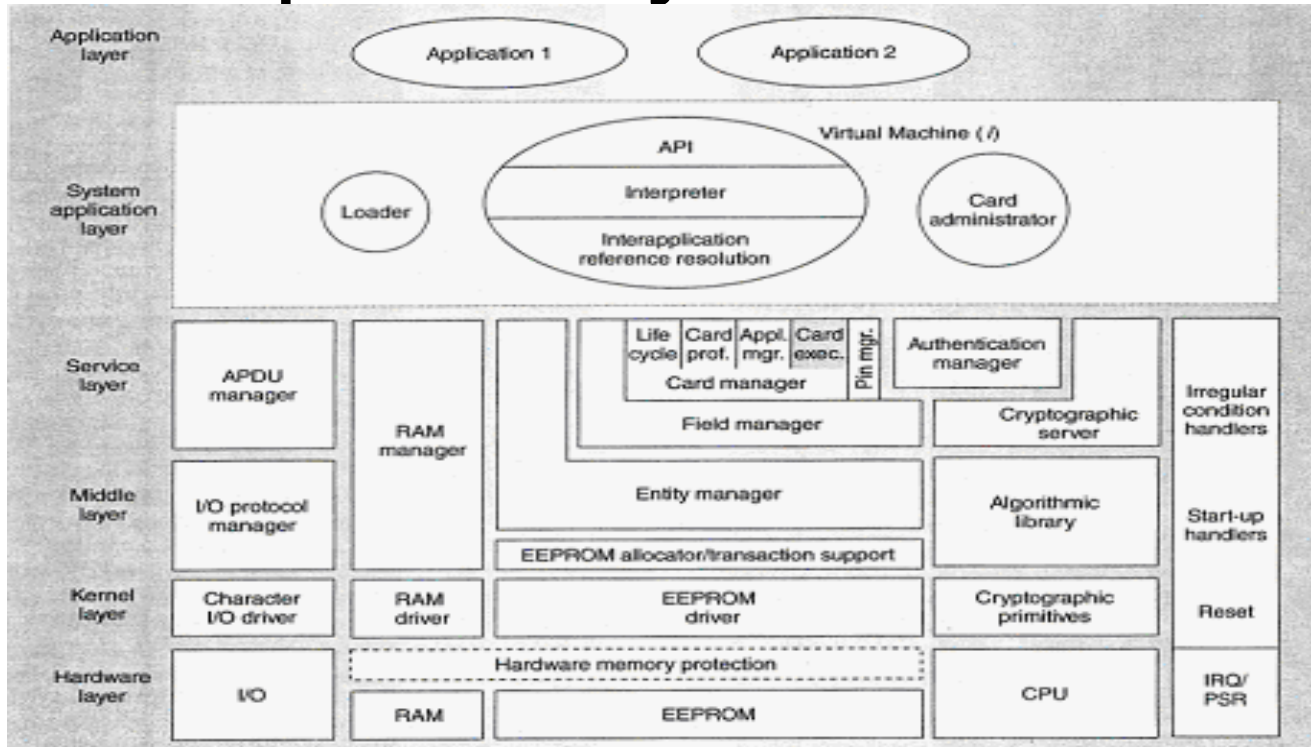 Application
layer
Application 1
Application 2
System
application
layer
Loader
API
Interpreter
Interapplication
reference resolution
Virtual Machine (i)
Card
administrator
Service
layer
APDU
manager
RAM
manager
Life
cycle
Card
prof.
Appl.
mgr.
Card
exec.
Pin mgr.
Card manager
Field manager
Authentication
manager
Cryptographic
server
Irregular
condition
handlers
Middle
layer
I/O protocol
manager
Entity manager
EEPROM allocator/transaction support
Algorithmic
library
Start-up
handlers
Kernel
layer
Character
I/O driver
RAM
driver
EEPROM
driver
Cryptographic
primitives
Reset
Hardware
layer
I/O
Hardware memory protection
RAM
EEPROM
CPU
IRQ/
PSR